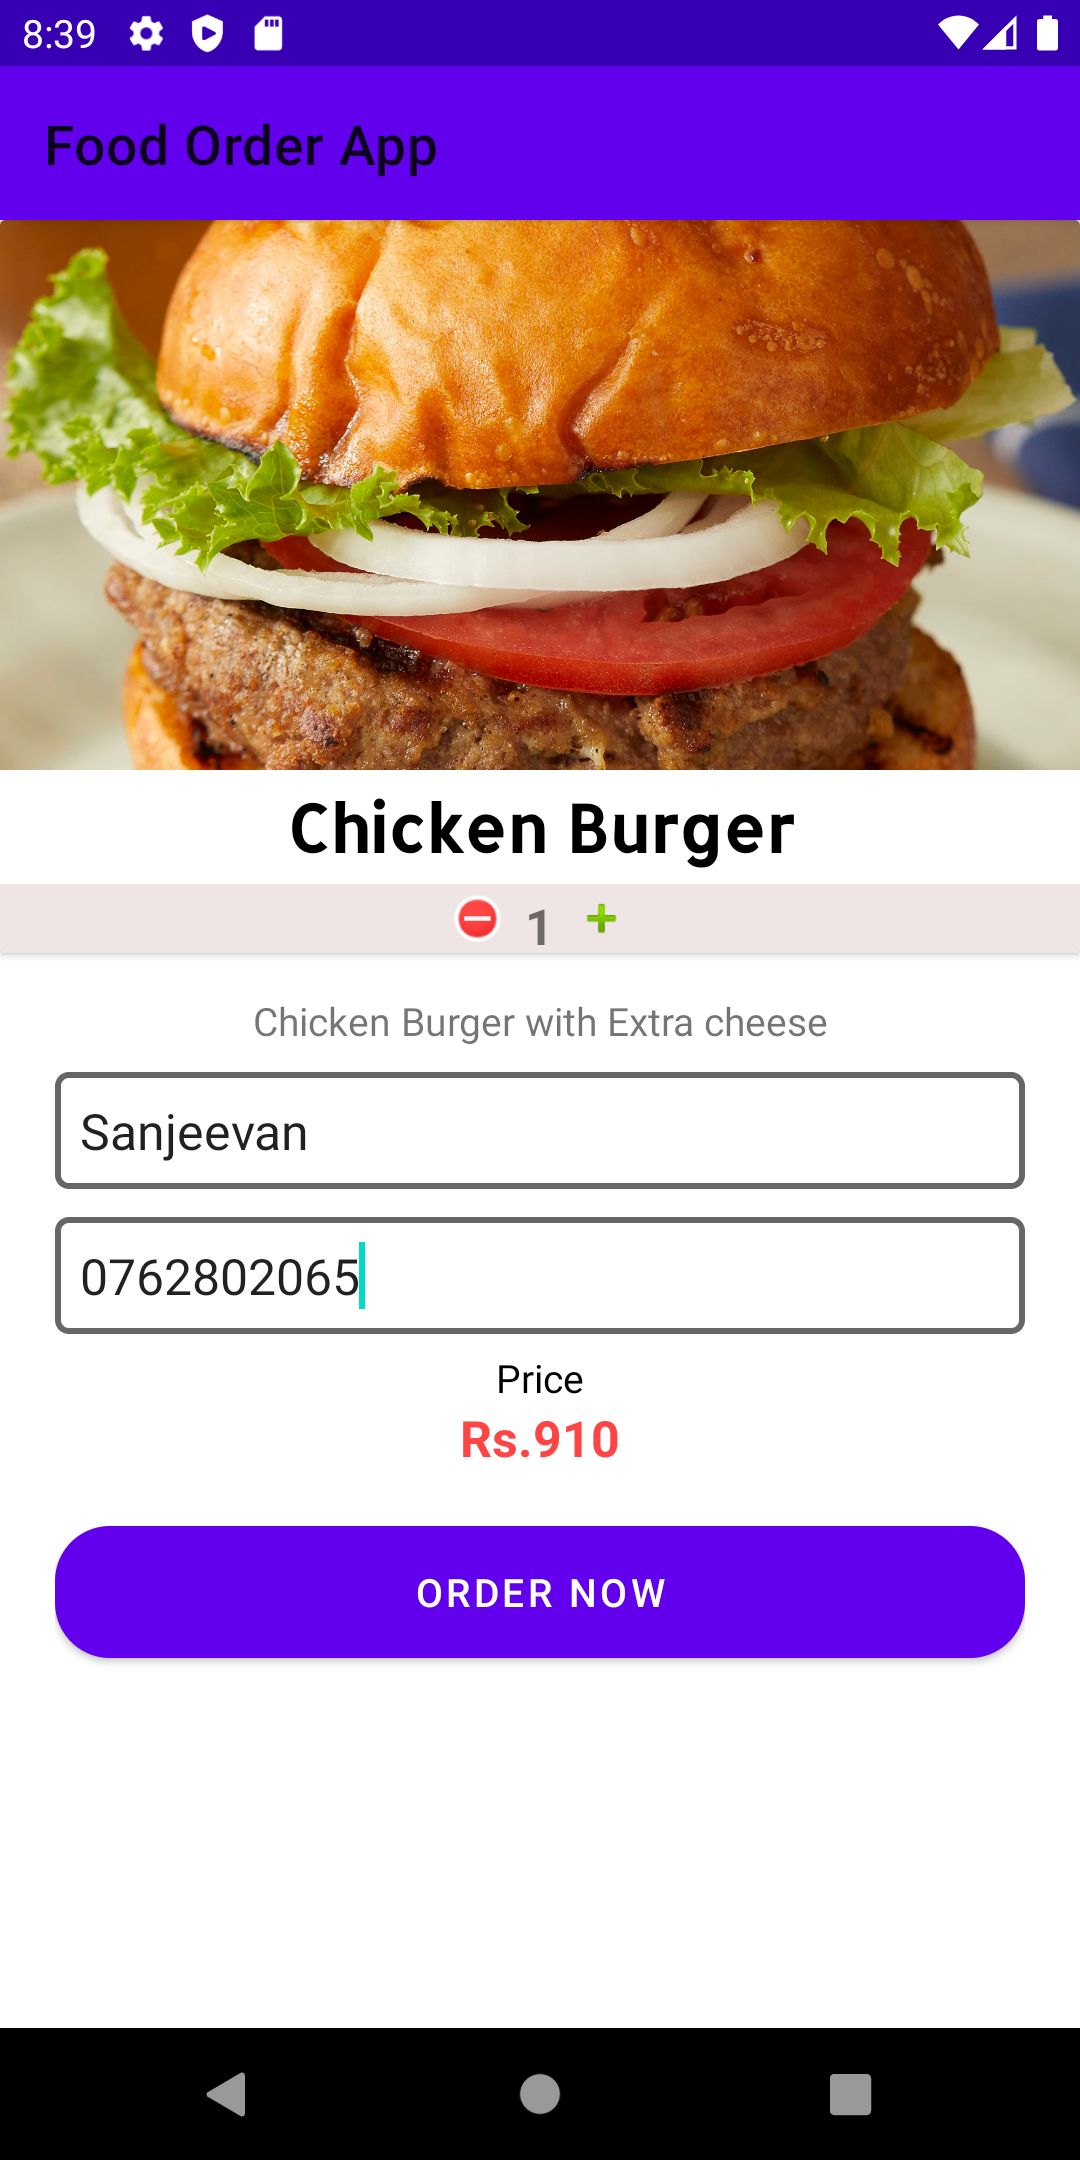 8:39
Food Order App
Chicken Burger
1
Chicken Burger with Extra cheese
Sanjeevan
0762802065
Price
Rs.910
ORDER NOW